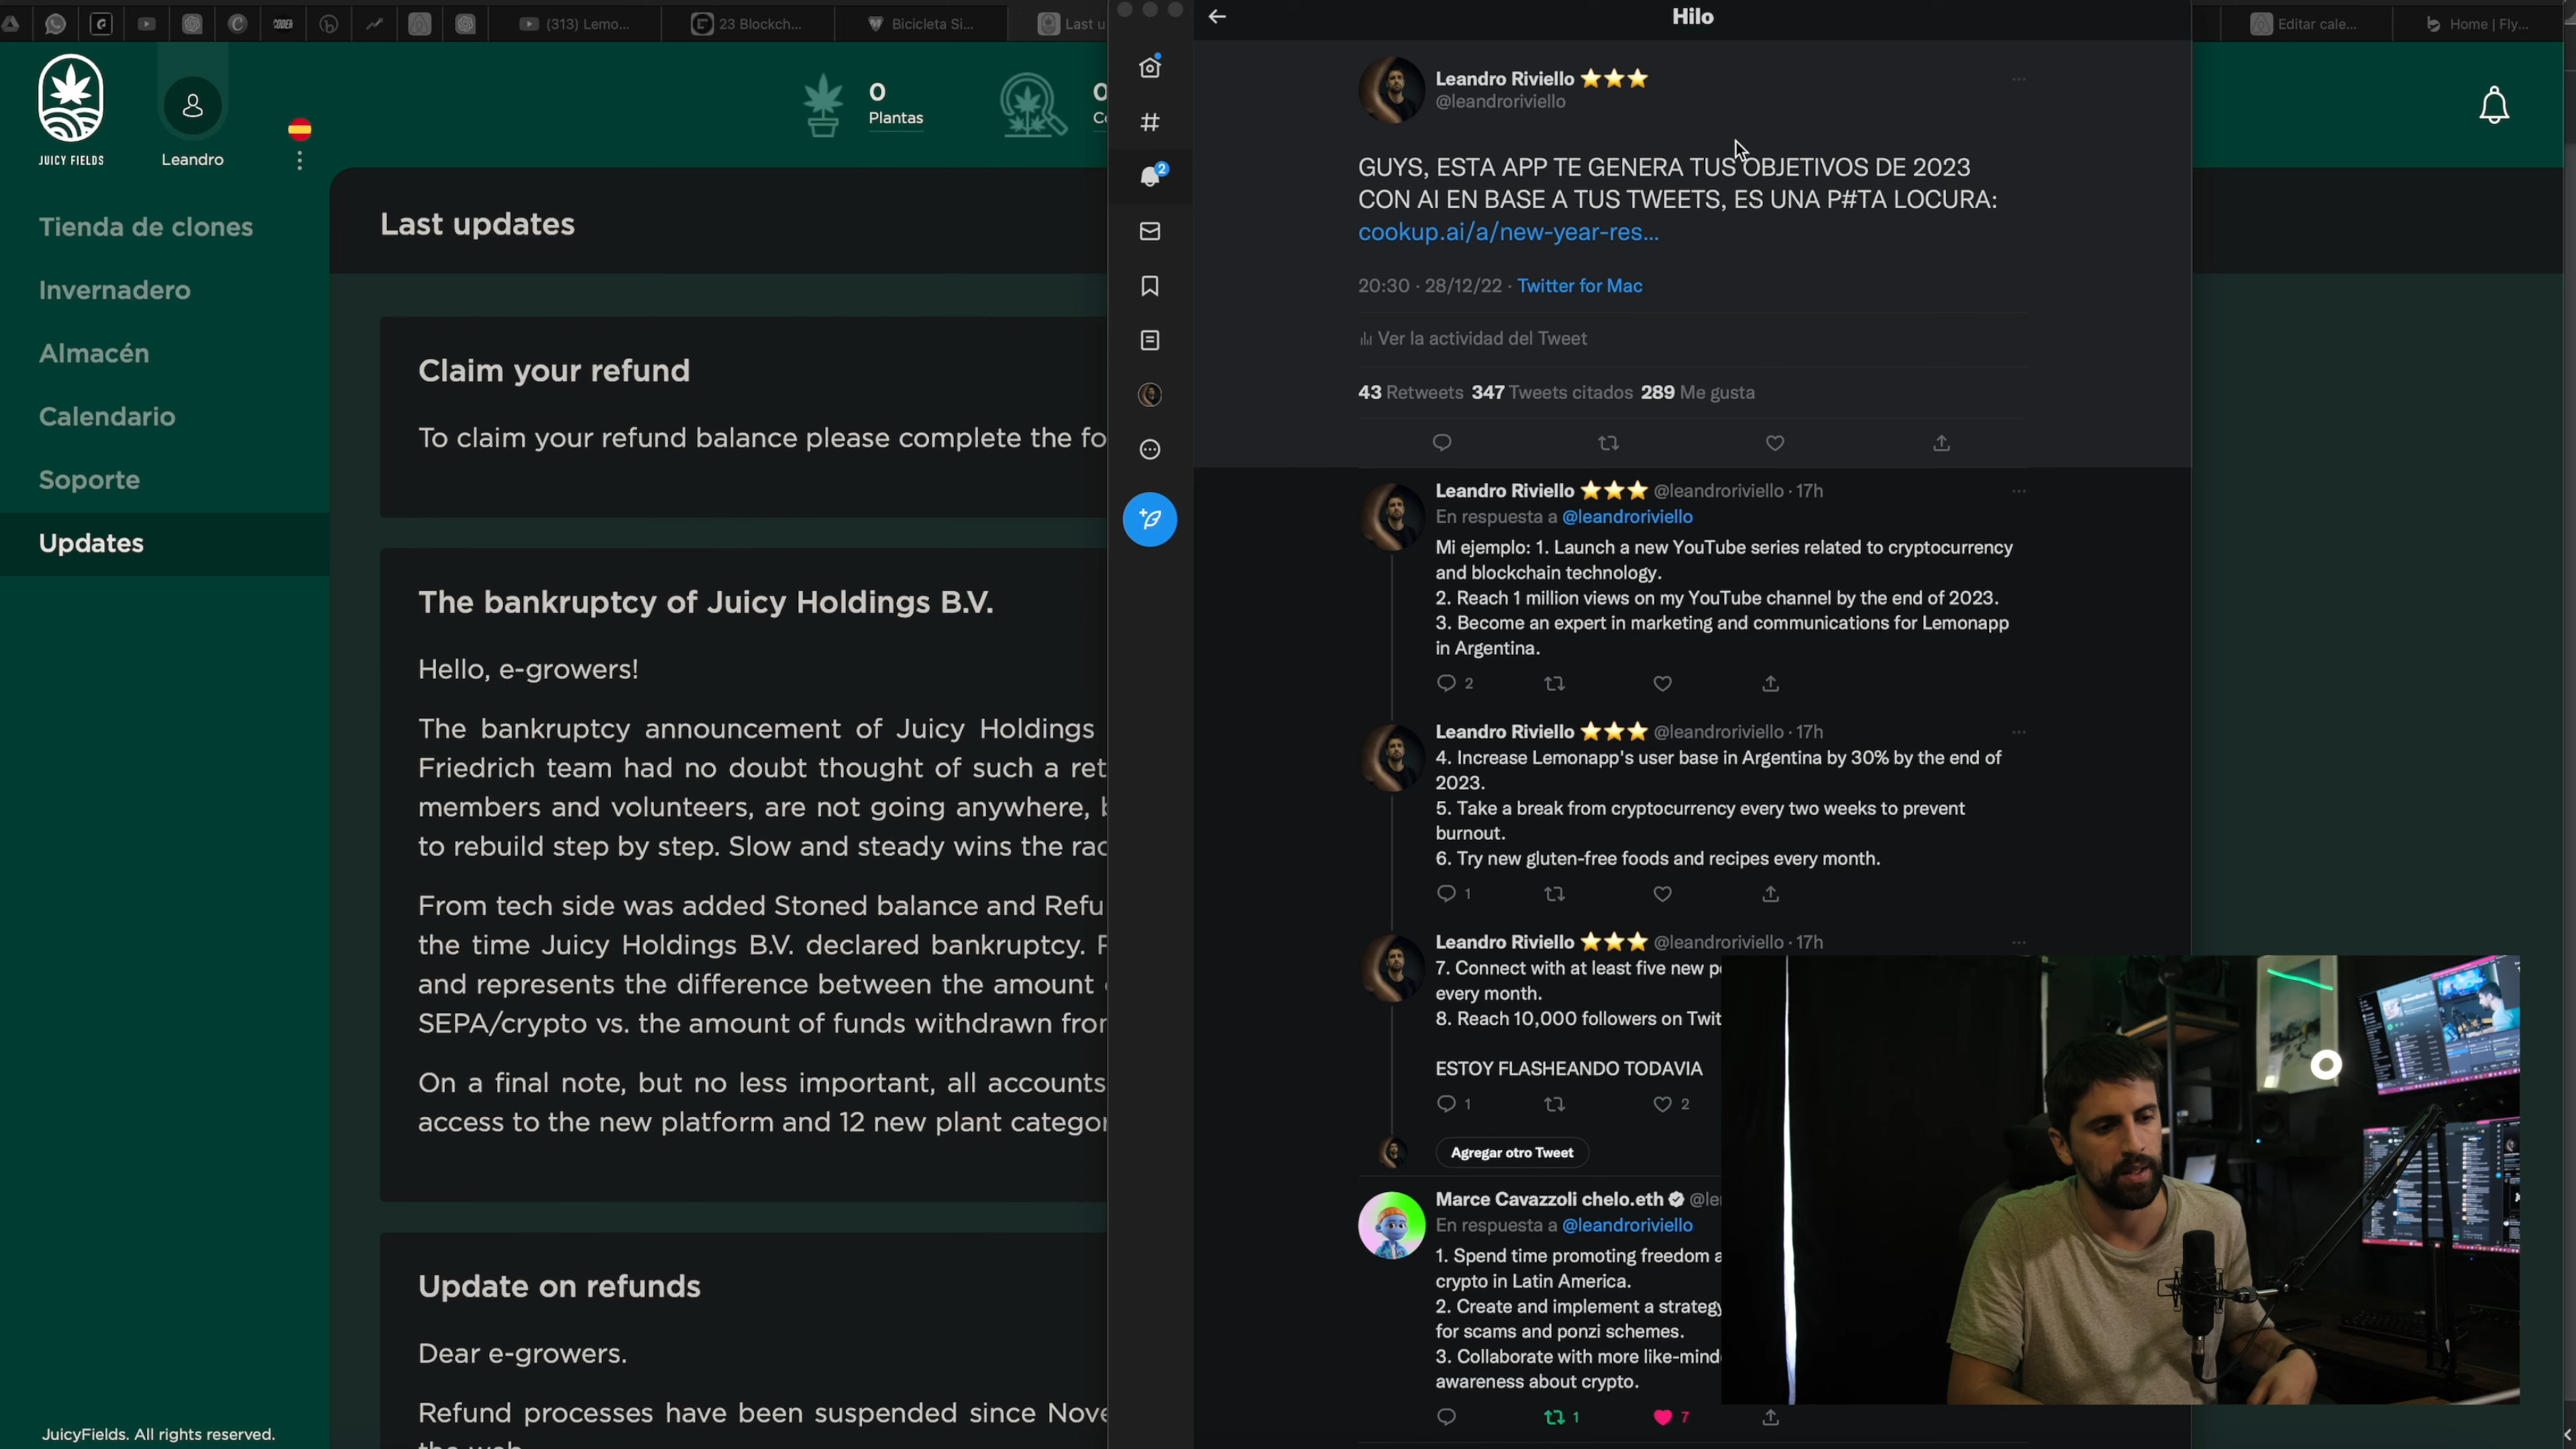 (313) Lemo...
23 Blockch...
Bicicleta Si...
Last u
CODER
JUICY FIELDS
Leandro
0
Plantas
Tienda de clones
Invernadero
Almacén
Calendario
Soporte
Updates
JuicyFields. All rights reserved.
Last updates
Claim your refund
To claim your refund balance please complete the fo
The bankruptcy of Juicy Holdings B.V.
Hello, e-growers!
The bankruptcy announcement of Juicy Holdings
Friedrich team had no doubt thought of such a ret
members and volunteers, are not going anywhere, b
to rebuild step by step. Slow and steady wins the rac
From tech side was added Stoned balance and Refu
the time Juicy Holdings B.V. declared bankruptcy.
and represents the difference between the amount
SEPA/crypto vs. the amount of funds withdrawn fror
On a final note, but no less important, all accounts
access to the new platform and 12 new plant categor
Update on refunds
Dear e-growers.
Refund processes have been suspended since Nove
Hilo
2
Leandro Riviello ⭐⭐⭐
@leandroriviello
GUYS, ESTA APP TE GENERA TUS OBJETIVOS DE 2023
CON AI EN BASE A TUS TWEETS, ES UNA P#TA LOCURA:
cookup.ai/a/new-year-res...
20:30 · 28/12/22 · Twitter for Mac
Ver la actividad del Tweet
43 Retweets 347 Tweets citados 289 Me gusta
Leandro Riviello ⭐⭐⭐ @leandroriviello · 17h
En respuesta a @leandroriviello
Mi ejemplo: 1. Launch a new YouTube series related to cryptocurrency
and blockchain technology.
2. Reach 1 million views on my YouTube channel by the end of 2023.
3. Become an expert in marketing and communications for Lemonapp
in Argentina.
2
Leandro Riviello ⭐⭐⭐ @leandroriviello · 17h
4. Increase Lemonapp's user base in Argentina by 30% by the end of
2023.
5. Take a break from cryptocurrency every two weeks to prevent
burnout.
6. Try new gluten-free foods and recipes every month.
1
Leandro Riviello ⭐⭐⭐ @leandroriviello · 17h
7. Connect with at least five new p
every month.
8. Reach 10,000 followers on Twit
ESTOY FLASHEANDO TODAVIA
1 2
Agregar otro Tweet
Marce Cavazzoli chelo.eth @le
En respuesta a @leandroriviello
1. Spend time promoting freedom a
crypto in Latin America.
2. Create and implement a strategy
for scams and ponzi schemes.
3. Collaborate with more like-mind
awareness about crypto.
1 7
Editar cale...
Home | Fly...